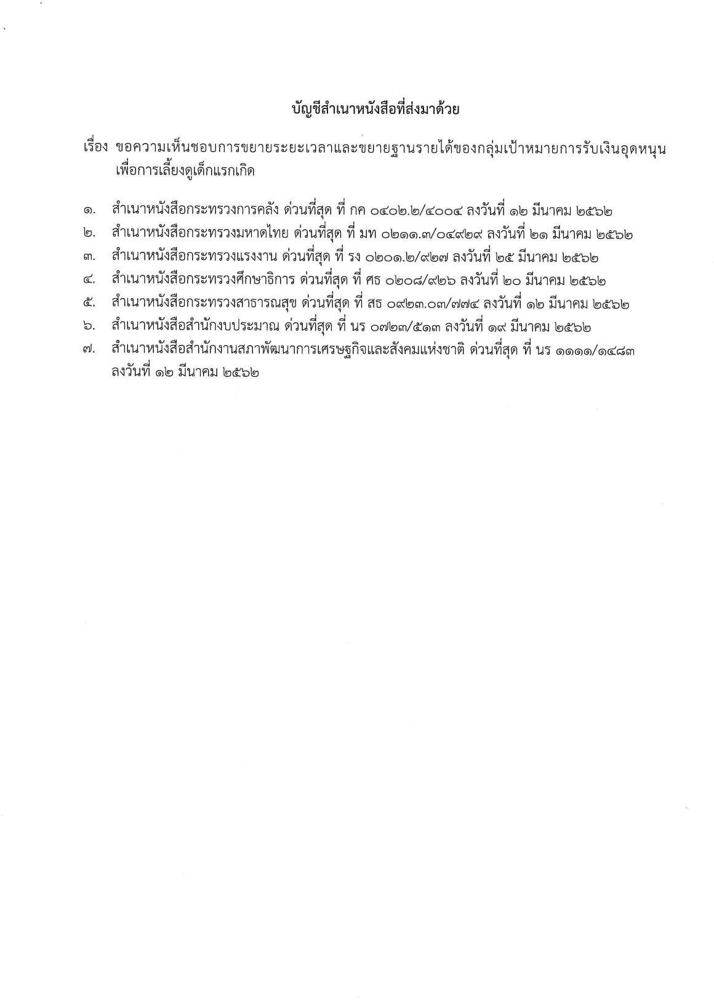 บัญชีสำเนาหนังสือที่ส่งมาด้วย
เรื่อง ขอความเห็นชอบการขยายระยะเวลาและขยายฐานรายได้ของกลุ่มเป้าหมายการรับเงินอุดหนุน
เพื่อการเลี้ยงดูเด็กแรกเกิด
๑. สำเนาหนังสือกระทรวงการคลัง ด่วนที่สุด ที่ กค ๐๔๐๒.๒/๔๐๐๔ ลงวันที่ ๑๒ มีนาคม ๒๕๖๒
๒. สำเนาหนังสือกระทรวงมหาดไทย ด่วนที่สุด ที่ มท ๐๒๑๑.๓/๐๔๙๒๙ ลงวันที่ ๒๑ มีนาคม ๒๕๖๒
๓. สำเนาหนังสือกระทรวงแรงงาน ด่วนที่สุด ที่ รง ๐๒๐๑.๒/๙๒๗ ลงวันที่ ๒๕ มีนาคม ๒๕๖๒
๔. สำเนาหนังสือกระทรวงศึกษาธิการ ด่วนที่สุด ที่ ศธ ๐๒๐๘/๙๒๖ ลงวันที่ ๒๐ มีนาคม ๒๕๖๒
๕. สำเนาหนังสือกระทรวงสาธารณสุข ด่วนที่สุด ที่ สธ ๐๙๒๓.๐๓/๗๗๔ ลงวันที่ ๑๒ มีนาคม ๒๕๖๒
๖. สำเนาหนังสือสำนักงบประมาณ ด่วนที่สุด ที่ นร ๐๗๒๓/๕๑๓ ลงวันที่ ๑๙ มีนาคม ๒๕๖๒
๗. สำเนาหนังสือสำนักงานสภาพัฒนาการเศรษฐกิจและสังคมแห่งชาติ ด่วนที่สุด ที่ นร ๑๑๑๑/๑๔๘๓
ลงวันที่ ๑๒ มีนาคม ๒๕๖๒